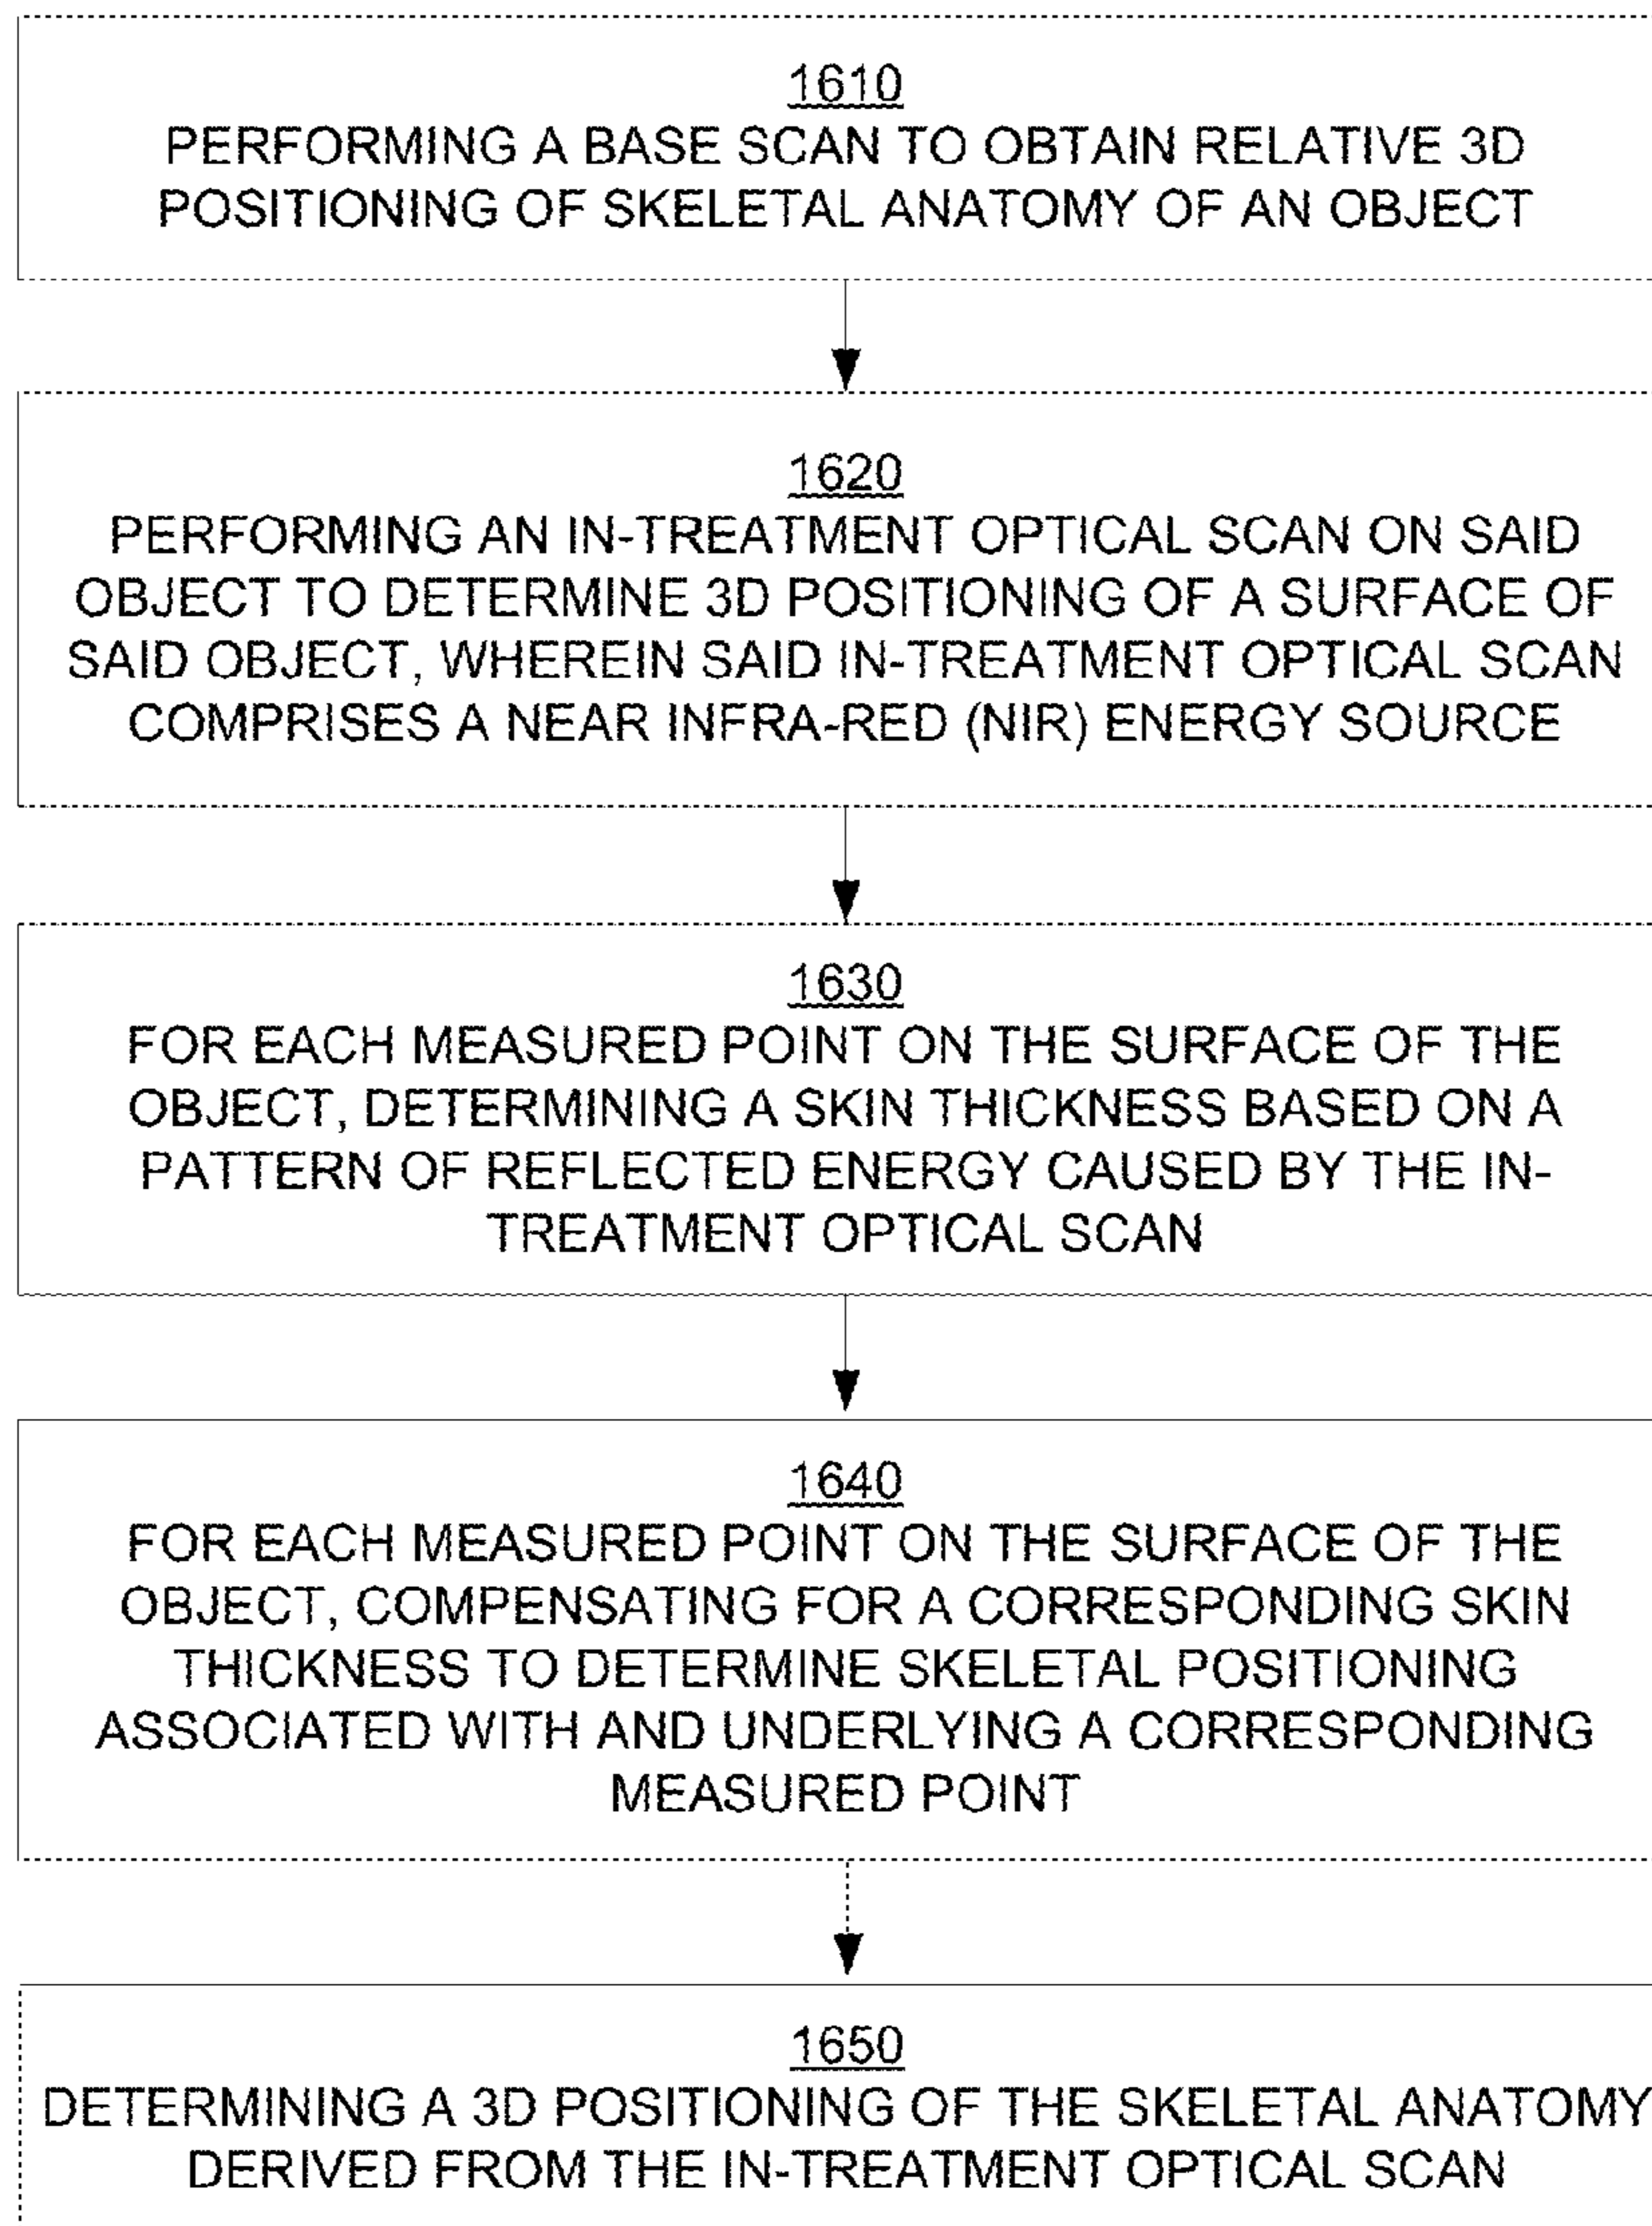 1610
PERFORMING A BASE SCAN TO OBTAIN RELATIVE 3D
POSITIONING OF SKELETAL ANATOMY OF AN OBJECT
1620
PERFORMING AN IN-TREATMENT OPTICAL SCAN ON SAID
OBJECT TO DETERMINE 3D POSITIONING OF A SURFACE OF
SAID OBJECT, WHEREIN SAID IN-TREATMENT OPTICAL SCAN
COMPRISES A NEAR INFRA-RED (NIR) ENERGY SOURCE
1630
FOR EACH MEASURED POINT ON THE SURFACE OF THE
OBJECT, DETERMINING A SKIN THICKNESS BASED ON A
PATTERN OF REFLECTED ENERGY CAUSED BY THE IN-
TREATMENT OPTICAL SCAN
1640
FOR EACH MEASURED POINT ON THE SURFACE OF THE
OBJECT, COMPENSATING FOR A CORRESPONDING SKIN
THICKNESS TO DETERMINE SKELETAL POSITIONING
ASSOCIATED WITH AND UNDERLYING A CORRESPONDING
MEASURED POINT
1650
DETERMINING A 3D POSITIONING OF THE SKELETAL ANATOMY
DERIVED FROM THE IN-TREATMENT OPTICAL SCAN